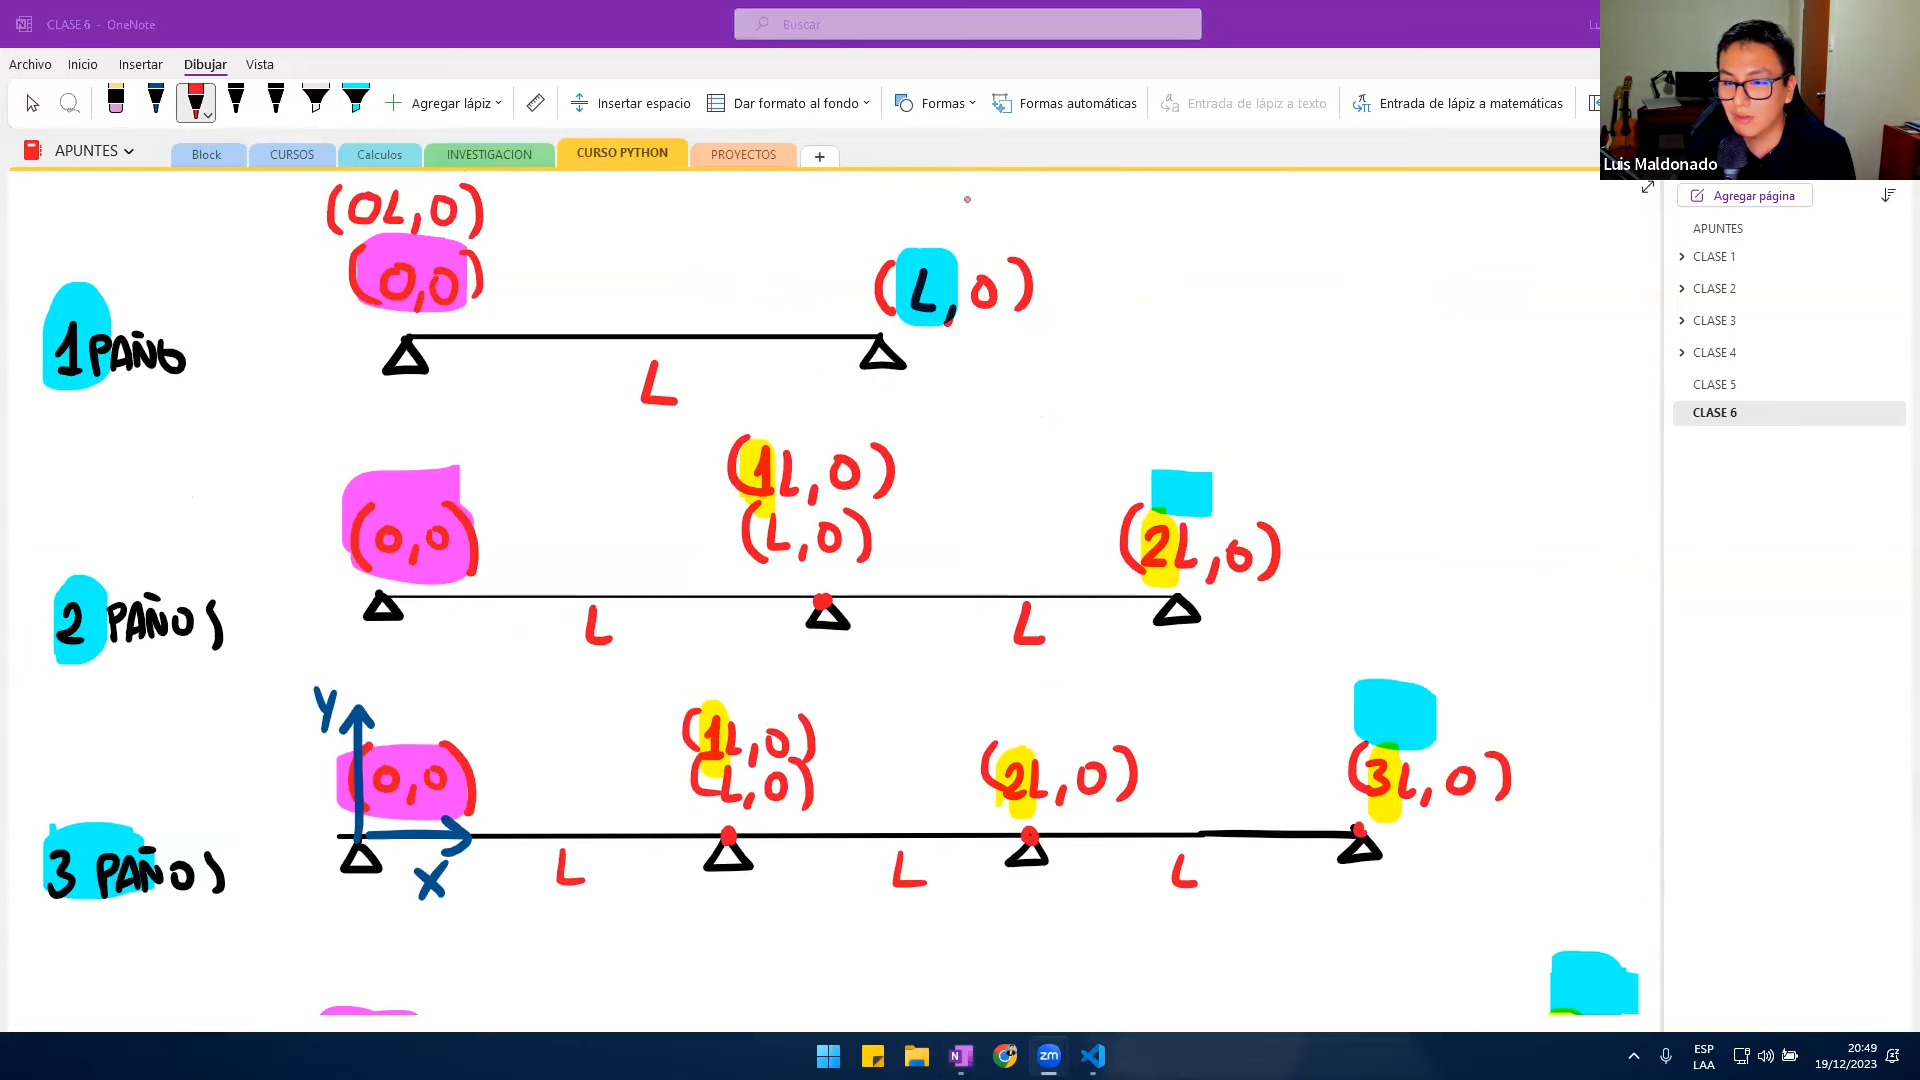 CLASE 6 - OneNote
Buscar
Archivo Inicio Insertar Dibujar Vista
Agregar lápiz
Insertar espacio
Dar formato al fondo
Formas
Formas automáticas
Entrada de lápiz a texto
Entrada de lápiz a matemáticas
Luis Maldonado
APUNTES
Block
CURSOS
Calculos
INVESTIGACION
CURSO PYTHON
PROYECTOS
+
Agregar página
APUNTES
CLASE 1
CLASE 2
CLASE 3
CLASE 4
CLASE 5
CLASE 6
(0L,0)
(0,0)
(L,0)
1 PAÑO
L
(1L,0)
(0,0)
(L,0)
(2L,0)
2 PAÑOS
L
L
Y
(1L,0)
(0,0)
(L,0)
(2L,0)
(3L,0)
3 PAÑOS
X
L
L
L
zm
ESP
LAA
20:49
19/12/2023